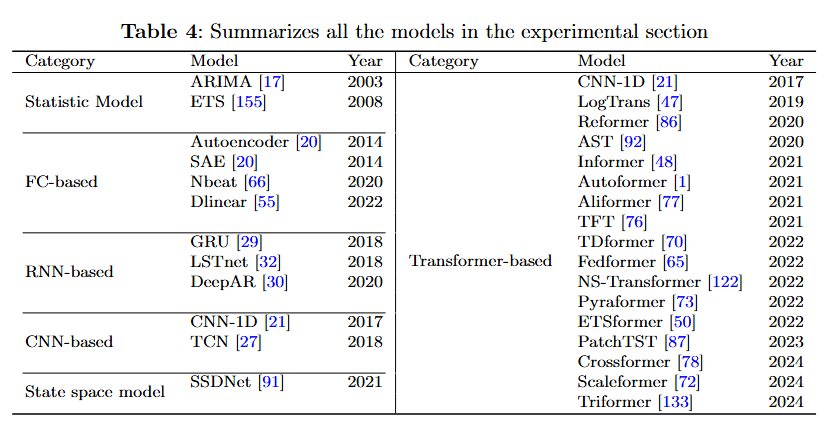 Table 4: Summarizes all the models in the experimental section
Category Model Year Category Model Year
ARIMA [17] 2003 CNN-1D [21] 2017
Statistic Model ETS [155] 2008 LogTrans [47] 2019
Reformer [86] 2020
Autoencoder [20] 2014 AST [92] 2020
SAE [20] 2014 Informer [48] 2021
FC-based Nbeat [66] 2020 Autoformer [1] 2021
Dlinear [55] 2022 Aliformer [77] 2021
TFT [76] 2021
GRU [29] 2018 TDformer [70] 2022
RNN-based LSTnet [32] 2018 Transformer-based Fedformer [65] 2022
DeepAR [30] 2020 NS-Transformer [122] 2022
Pyraformer [73] 2022
CNN-1D [21] 2017 ETSformer [50] 2022
CNN-based TCN [27] 2018 PatchTST [87] 2023
Crossformer [78] 2024
State space model SSDNet [91] 2021 Scaleformer [72] 2024
Triformer [133] 2024